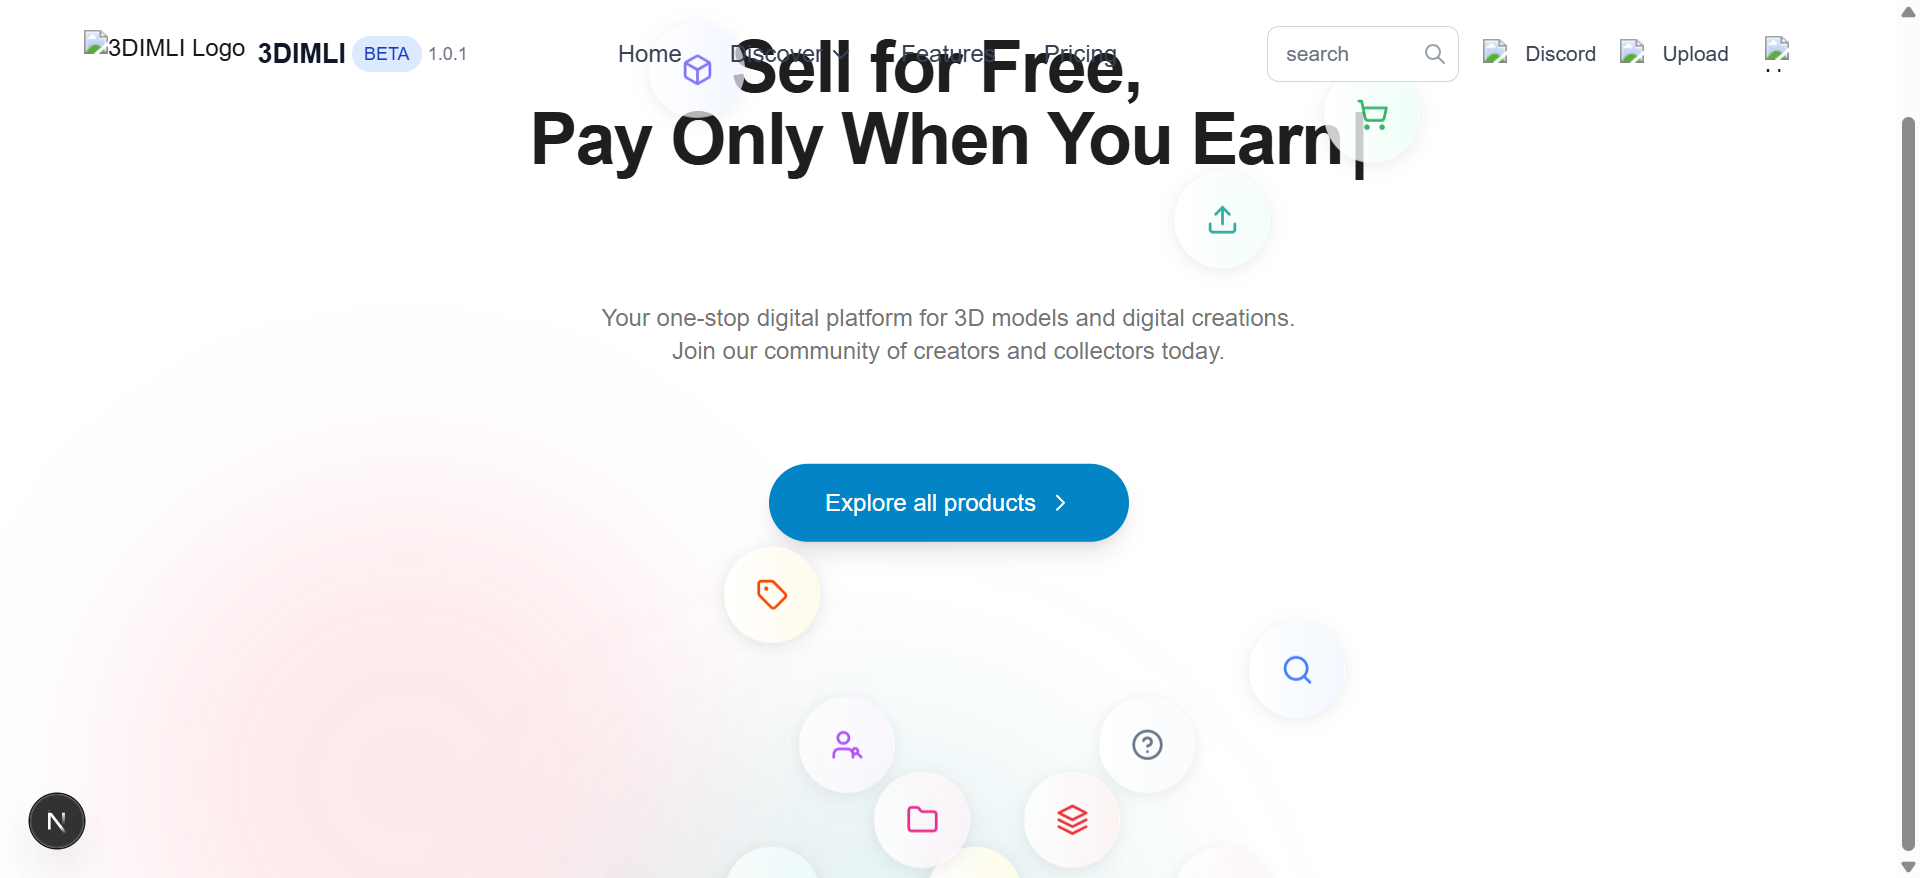 3DIMLI Logo 3DIMLI BETA 1.0.1 Home Discover Features Pricing search Discord Upload
Sell for Free,
Pay Only When You Earn|
Your one-stop digital platform for 3D models and digital creations.
Join our community of creators and collectors today.
Explore all products
N